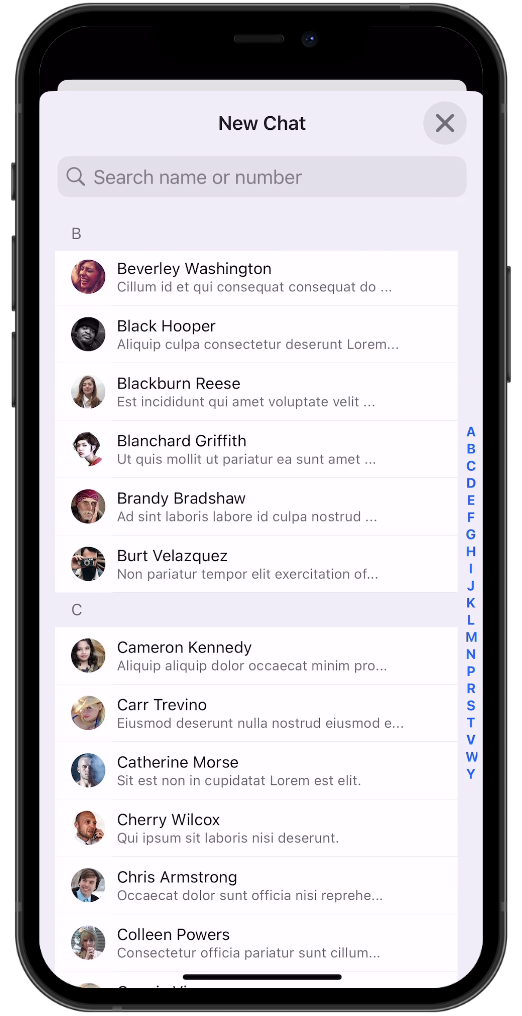 New Chat
Search name or number
B
Beverley Washington
Cillum id et qui consequat consequat do ...
Black Hooper
Aliquip culpa consectetur deserunt Lorem...
Blackburn Reese
Est incididunt qui amet voluptate velit ...
Blanchard Griffith
Ut quis mollit ut pariatur ea sunt amet ...
Brandy Bradshaw
Ad sint laboris labore id culpa nostrud ...
Burt Velazquez
Non pariatur tempor elit exercitation of...
C
Cameron Kennedy
Aliquip aliquip dolor occaecat minim pro...
Carr Trevino
Eiusmod deserunt nulla nostrud eiusmod e...
Catherine Morse
Sit est non in cupidatat Lorem est elit.
Cherry Wilcox
Qui ipsum sit laboris nisi deserunt.
Chris Armstrong
Occaecat dolor sunt officia nisi reprehe...
Colleen Powers
Consectetur officia pariatur sunt cillum...
A
B
C
D
E
F
G
H
I
J
K
L
M
N
P
R
S
T
V
W
Y